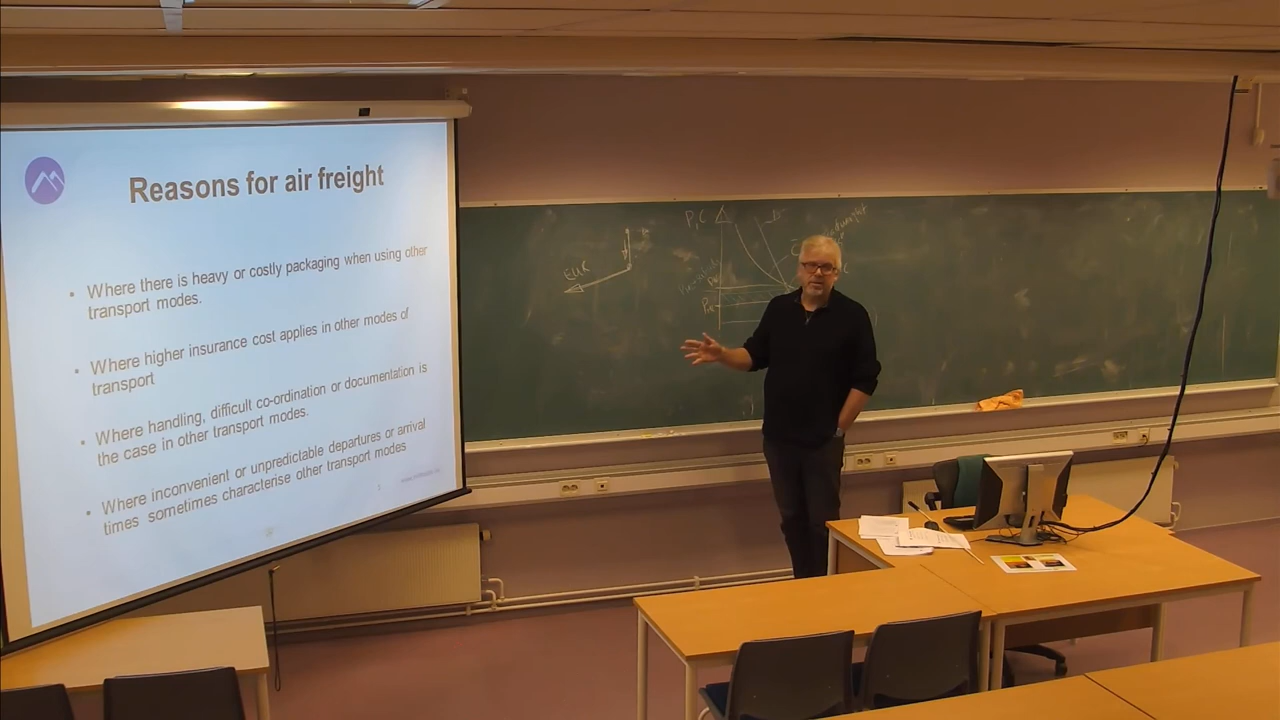 Reasons for air freight
• Where there is heavy or costly packaging when using other
transport modes.
• Where higher insurance cost applies in other modes of
transport
• Where handling, difficult co-ordination or documentation is
the case in other transport modes.
• Where inconvenient or unpredictable departures or arrival
times sometimes characterise other transport modes
EUR
P, C
D